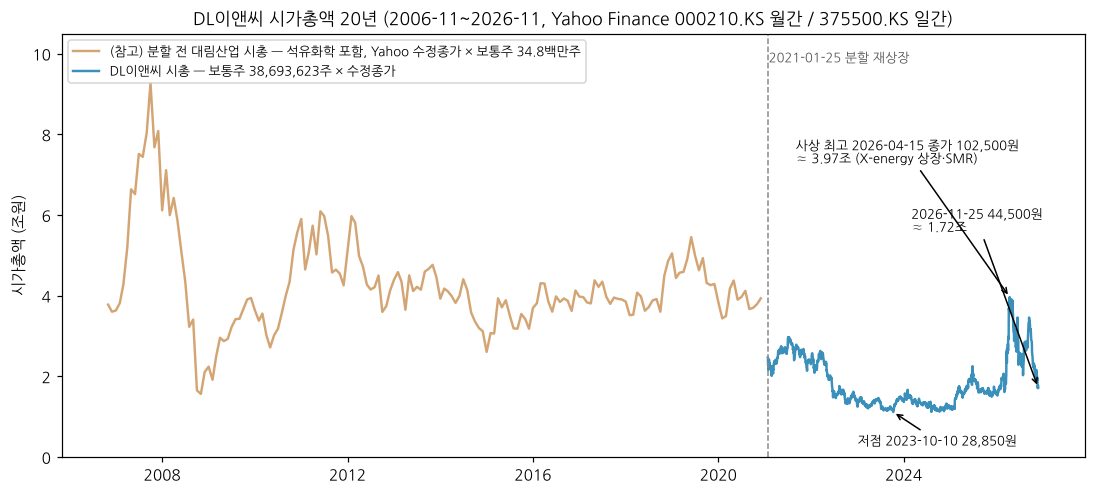 DL이앤씨 시가총액 20년 (2006-11~2026-11, Yahoo Finance 000210.KS 월간 / 375500.KS 일간)
(참고) 분할 전 대림산업 시총 — 석유화학 포함, Yahoo 수정종가 × 보통주 34.8백만주
DL이앤씨 시총 — 보통주 38,693,623주 × 수정종가
2021-01-25 분할 재상장
사상 최고 2026-04-15 종가 102,500원
≈ 3.97조 (X-energy 상장·SMR)
2026-11-25 44,500원
≈ 1.72조
저점 2023-10-10 28,850원
시가총액 (조원)
10
8
6
4
2
0
2008
2012
2016
2020
2024